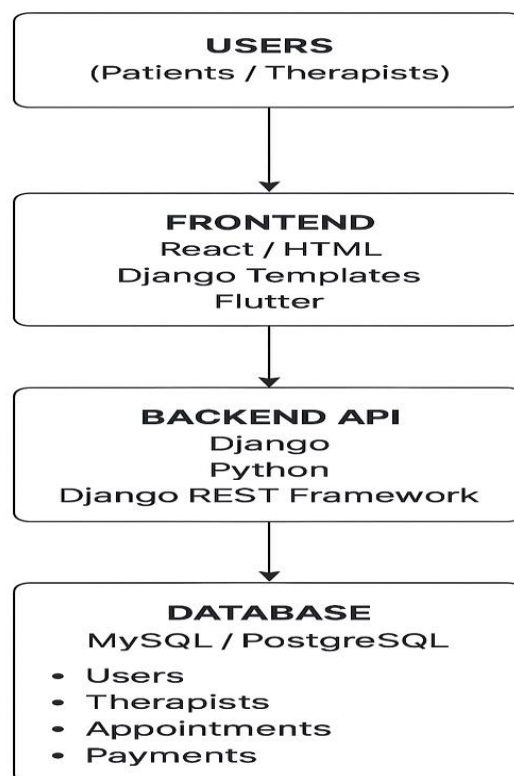 USERS
(Patients / Therapists)
FRONTEND
React / HTML
Django Templates
Flutter
BACKEND API
Django
Python
Django REST Framework
DATABASE
MySQL / PostgreSQL
• Users
• Therapists
• Appointments
• Payments